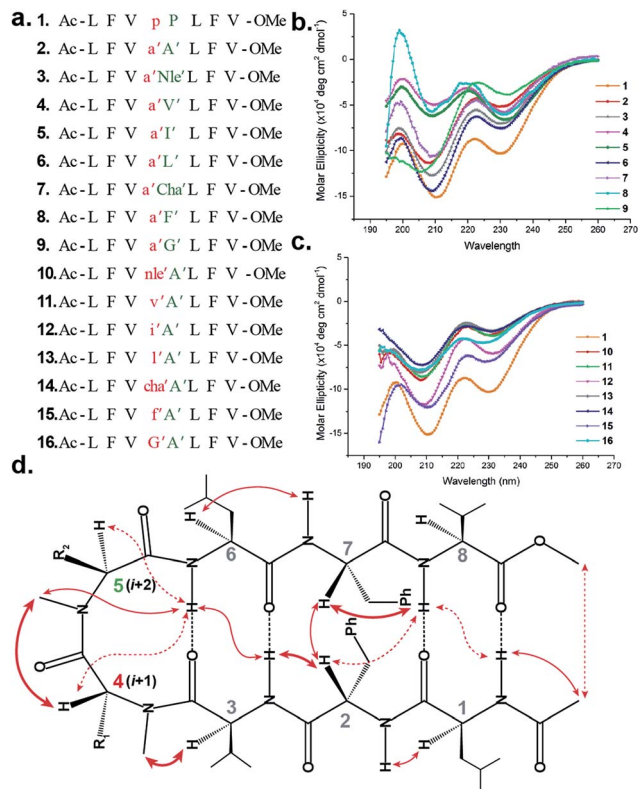 a.
1. Ac-L F V p P L F V -OMe
2. Ac-L F V a′ A′ L F V -OMe
3. Ac-L F V a′Nle′L F V -OMe
4. Ac-L F V a′ V′ L F V -OMe
5. Ac-L F V a′ I′ L F V -OMe
6. Ac-L F V a′ L′ L F V -OMe
7. Ac-L F V a′Cha′L F V -OMe
8. Ac-L F V a′ F′ L F V -OMe
9. Ac-L F V a′ G′ L F V -OMe
10. Ac-L F V nle′A′L F V -OMe
11. Ac-L F V v′ A′ L F V-OMe
12. Ac-L F V i′ A′ L F V-OMe
13. Ac-L F V l′ A′ L F V-OMe
14. Ac-L F V cha′A′L F V-OMe
15. Ac-L F V f′ A′ L F V-OMe
16. Ac-L F V G′ A′ L F V-OMe
b.
Molar Ellipticity (x10⁴ deg cm² dmol⁻¹)
5
0
-5
-10
-15
190 200 210 220 230 240 250 260
Wavelength
1
2
3
4
5
6
7
8
9
c.
Molar Ellipticity (x10⁴ deg cm² dmol⁻¹)
5
0
-5
-10
-15
190 200 210 220 230 240 250 260
Wavelength (nm)
1
10
11
12
13
14
15
16
d.
H O H H O H O
R₂ 6 N 7 N 8 O
5 (i+2) N O H Ph H O
N H H Ph H H
O H N H N
4 (i+1) O 3 2 O 1
H R₁ N H O N H O
H